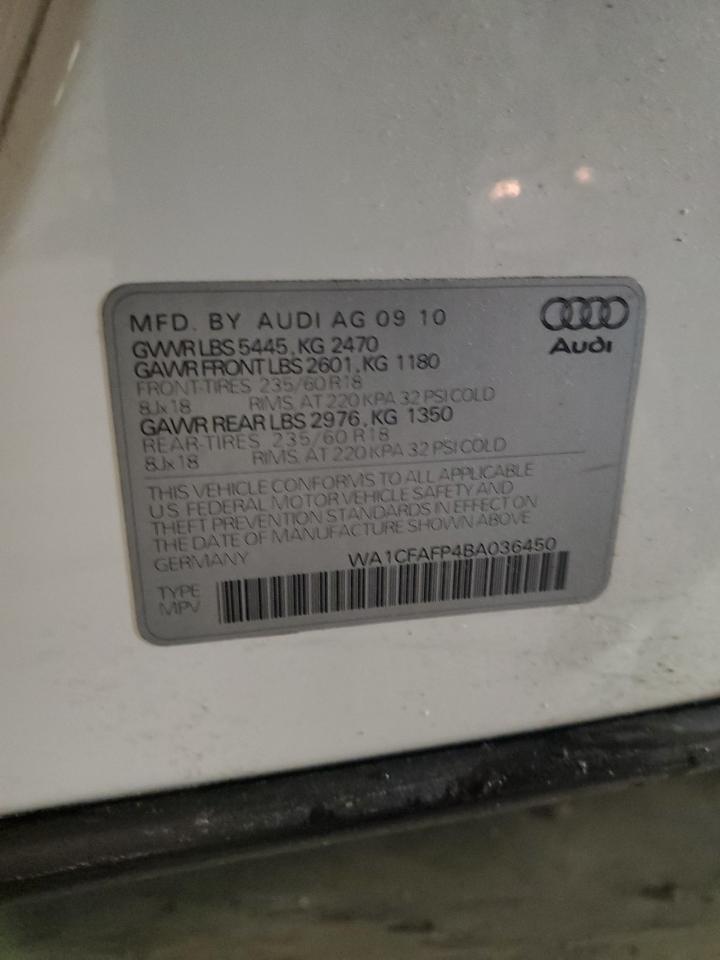 MFD. BY AUDI AG 09 10
Audi
GVWR LBS 5445, KG 2470
GAWR FRONT LBS 2601, KG 1180
FRONT-TIRES 235/60 R18
8Jx18 RIMS, AT 220 KPA 32 PSI COLD
GAWR REAR LBS 2976, KG 1350
REAR-TIRES 235/60 R18
8Jx18 RIMS, AT 220 KPA 32 PSI COLD
THIS VEHICLE CONFORMS TO ALL APPLICABLE
U.S. FEDERAL MOTOR VEHICLE SAFETY AND
THEFT PREVENTION STANDARDS IN EFFECT ON
THE DATE OF MANUFACTURE SHOWN ABOVE
GERMANY WA1CFAFP4BA036450
TYPE
MPV